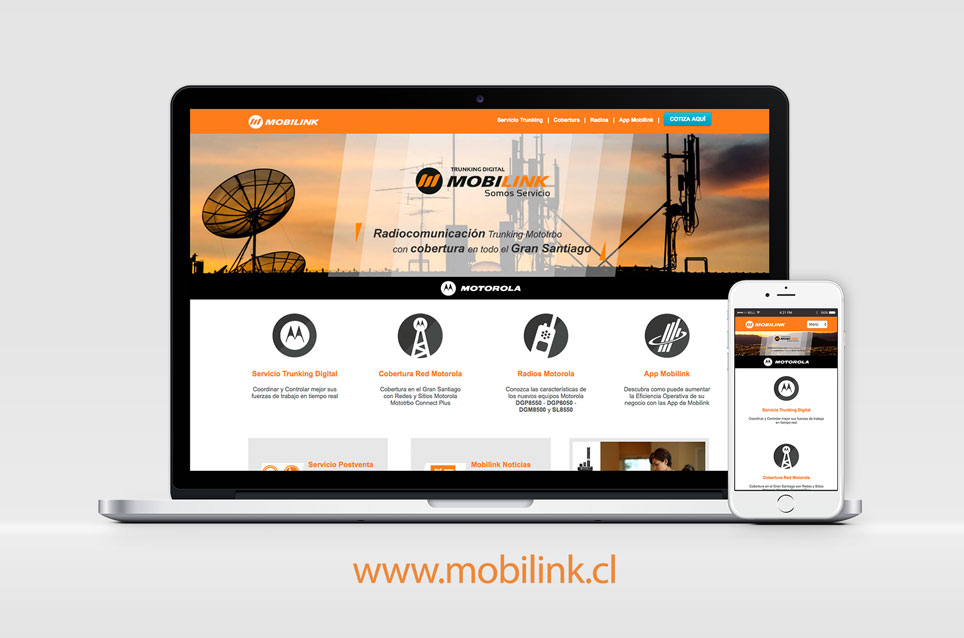 MOBILINK
Servicio Trunking | Cobertura | Radios | App Mobilink |
COTIZA AQUÍ
TRUNKING DIGITAL
MOBILINK
Somos Servicio
Radiocomunicación Trunking Mototrbo
con cobertura en todo el Gran Santiago
MOTOROLA
Servicio Trunking Digital
Coordinar y Controlar mejor sus
fuerzas de trabajo en tiempo real
Cobertura Red Motorola
Cobertura en el Gran Santiago
con Redes y Sitios Motorola
Mototrbo Connect Plus
Radios Motorola
Conozca las características de
los nuevos equipos Motorola
DGP8550 - DGP8050 -
DGM8500 y SL8550
App Mobilink
Descubra como puede aumentar
la Eficiencia Operativa de su
negocio con las App de Mobilink
Servicio Postventa
Mobilink Noticias
4:21 PM
MOBILINK
Menú
MOBILINK
MOTOROLA
Servicio Trunking Digital
Coordinar y Controlar mejor sus fuerzas de trabajo
en tiempo real
Cobertura Red Motorola
Cobertura en el Gran Santiago con Redes y Sitios
www.mobilink.cl